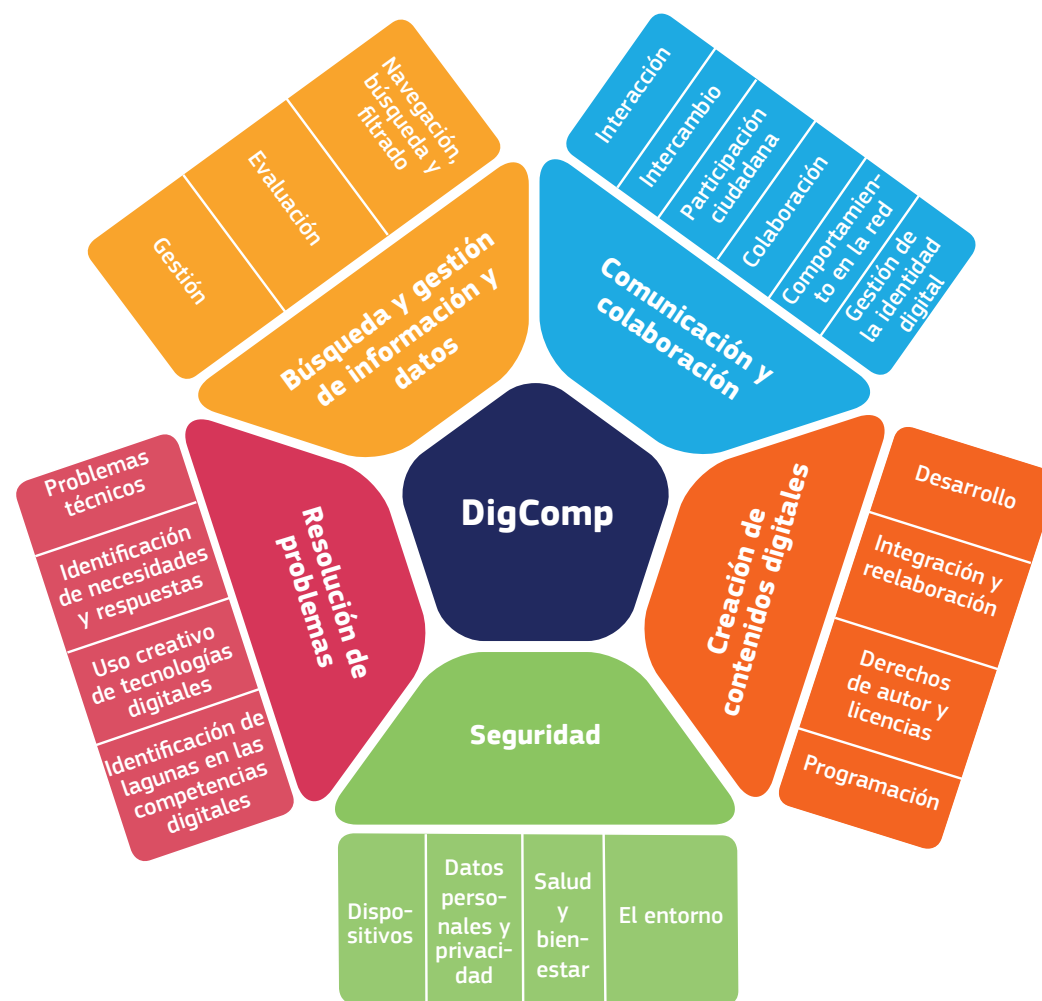 DigComp
Búsqueda y gestión
de información y
datos
Gestión
Evaluación
Navegación,
búsqueda y
filtrado
Comunicación y
colaboración
Interacción
Intercambio
Participación
ciudadana
Colaboración
Comportamien-
to en la red
Gestión de
la identidad
digital
Creación de
contenidos digitales
Desarrollo
Integración y
reelaboración
Derechos
de autor y
licencias
Programación
Seguridad
Dispo-
sitivos
Datos
perso-
nales y
privaci-
dad
Salud
y
bien-
estar
El entorno
Resolución de
problemas
Problemas
técnicos
Identificación
de necesidades
y respuestas
Uso creativo
de tecnologías
digitales
Identificación de
lagunas en las
competencias
digitales